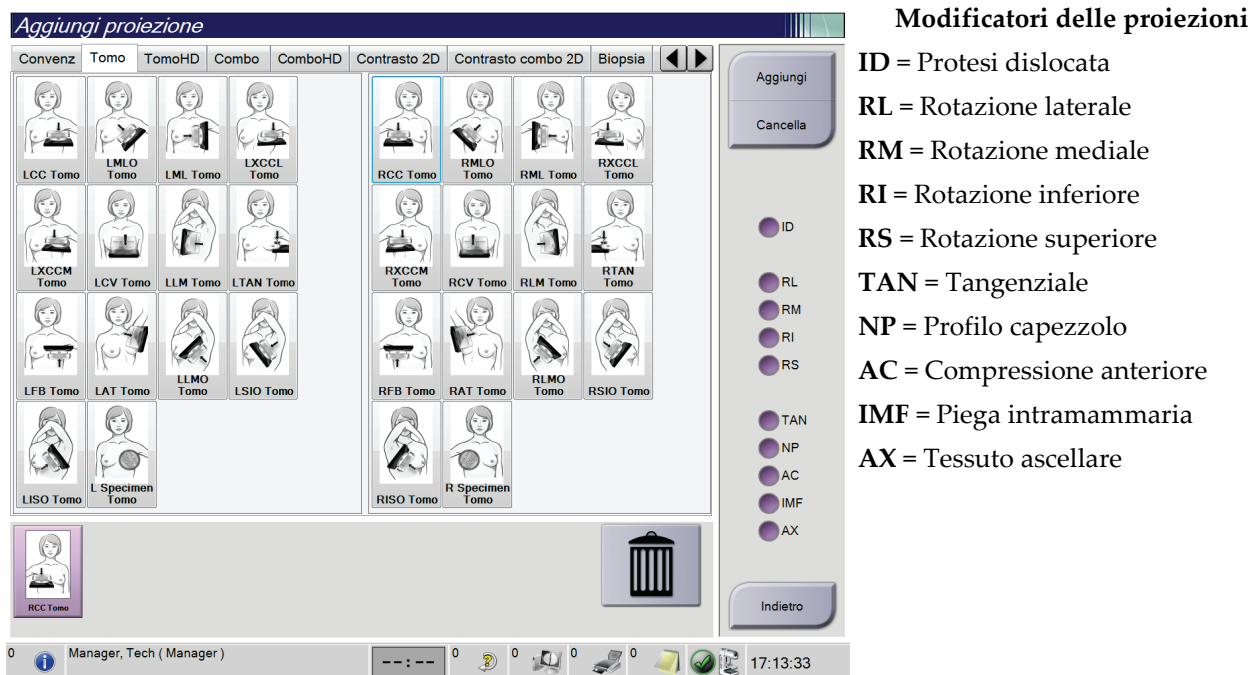 Aggiungi proiezione
Convenz Tomo TomoHD Combo ComboHD Contrasto 2D Contrasto combo 2D Biopsia
LCC Tomo
LMLO
Tomo
LML Tomo
LXCCL
Tomo
RCC Tomo
RMLO
Tomo
RML Tomo
RXCCL
Tomo
LXCCM
Tomo
LCV Tomo
LLM Tomo
LTAN Tomo
RXCCM
Tomo
RCV Tomo
RLM Tomo
RTAN
Tomo
LFB Tomo
LAT Tomo
LLMO
Tomo
LSIO Tomo
RFB Tomo
RAT Tomo
RLMO
Tomo
RSIO Tomo
LISO Tomo
L Specimen
Tomo
RISO Tomo
R Specimen
Tomo
RCC Tomo
Aggiungi
Cancella
ID
RL
RM
RI
RS
TAN
NP
AC
IMF
AX
Indietro
0 Manager, Tech ( Manager ) --:-- 0 0 0 0 17:13:33
Modificatori delle proiezioni
ID = Protesi dislocata
RL = Rotazione laterale
RM = Rotazione mediale
RI = Rotazione inferiore
RS = Rotazione superiore
TAN = Tangenziale
NP = Profilo capezzolo
AC = Compressione anteriore
IMF = Piega intramammaria
AX = Tessuto ascellare